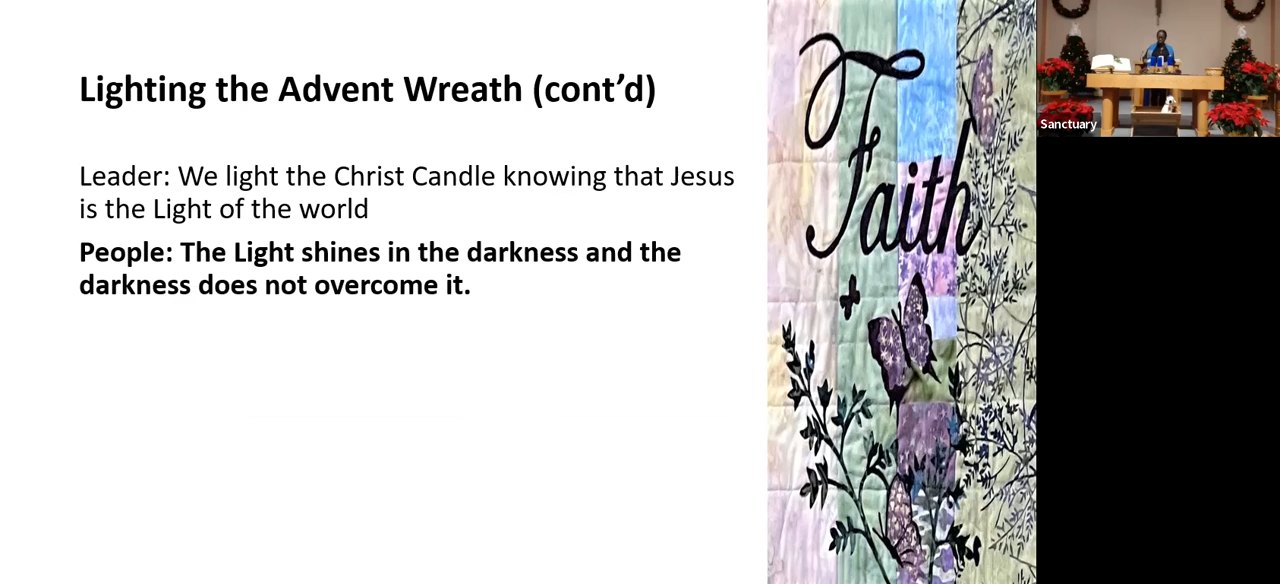 Lighting the Advent Wreath (cont’d)
Leader: We light the Christ Candle knowing that Jesus
is the Light of the world
People: The Light shines in the darkness and the
darkness does not overcome it.
Faith
Sanctuary